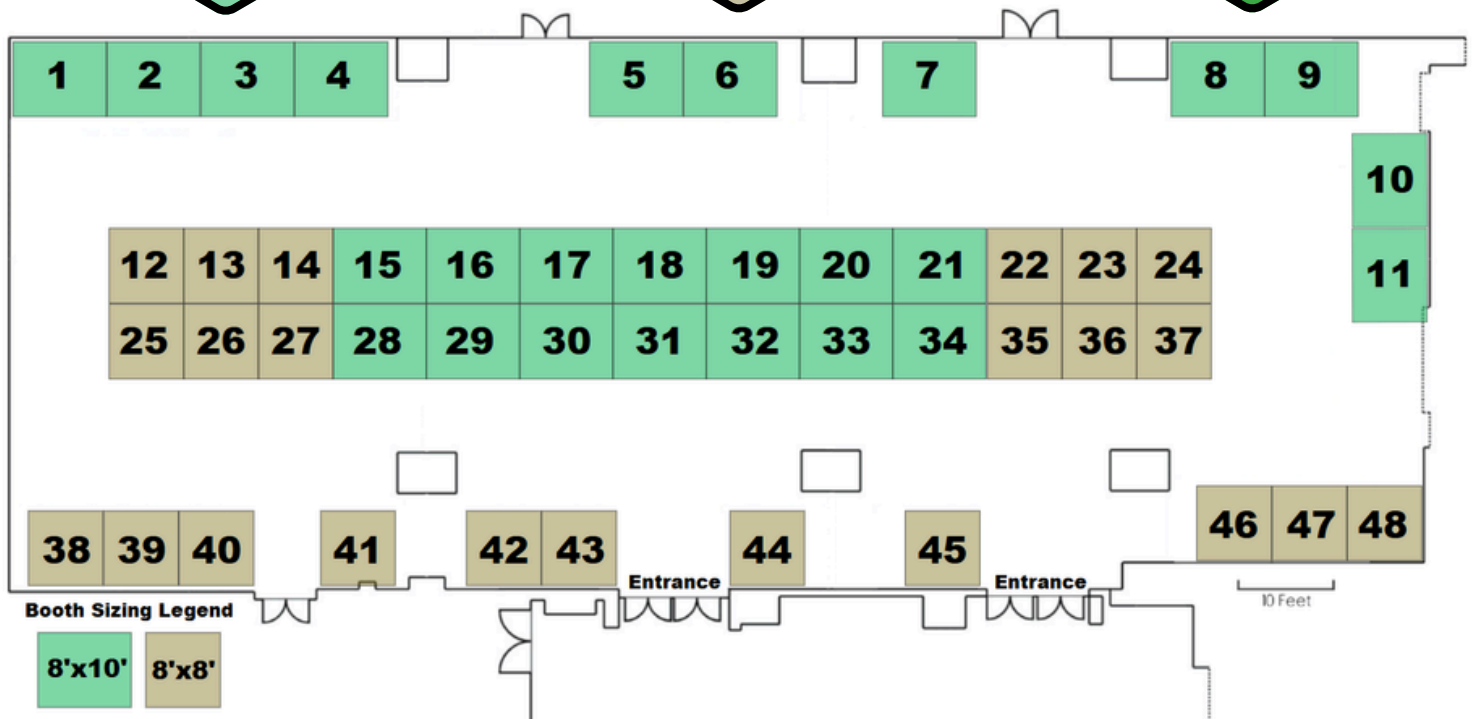 1 2 3 4 5 6 7 8 9
10
11
12 13 14 15 16 17 18 19 20 21 22 23 24
25 26 27 28 29 30 31 32 33 34 35 36 37
38 39 40 41 42 43 44 45 46 47 48
Entrance Entrance
Booth Sizing Legend
10 Feet
8'x10' 8'x8'